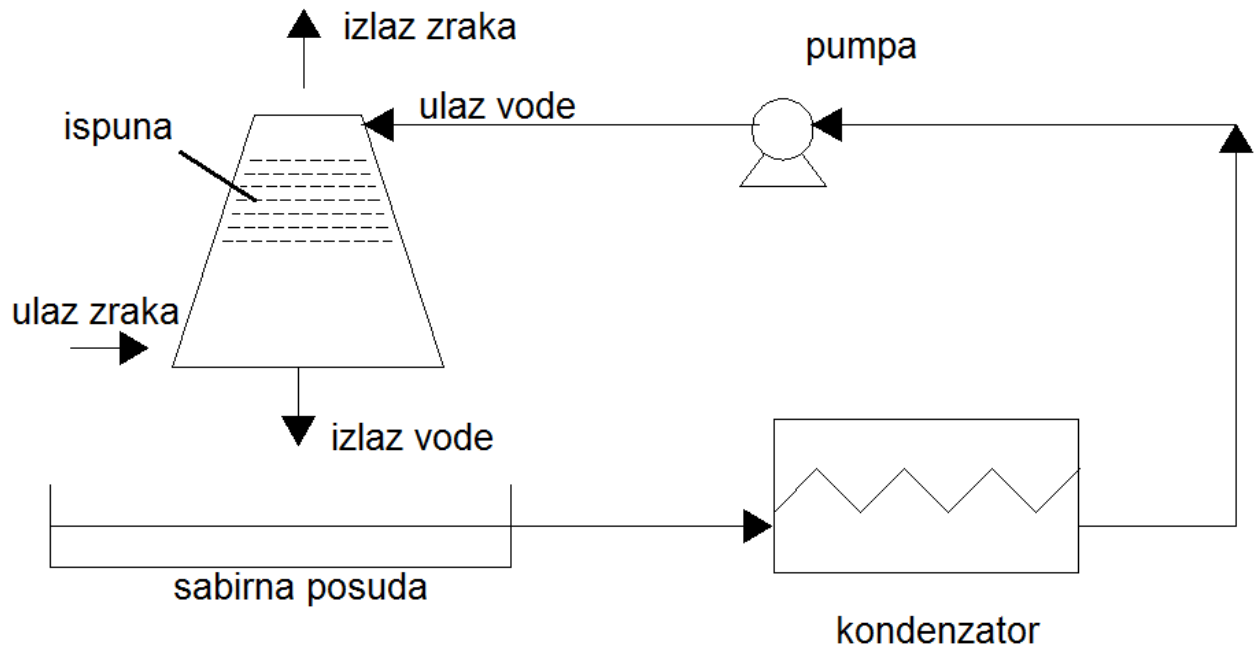 izlaz zraka
pumpa
ulaz vode
ispuna
ulaz zraka
izlaz vode
sabirna posuda
kondenzator